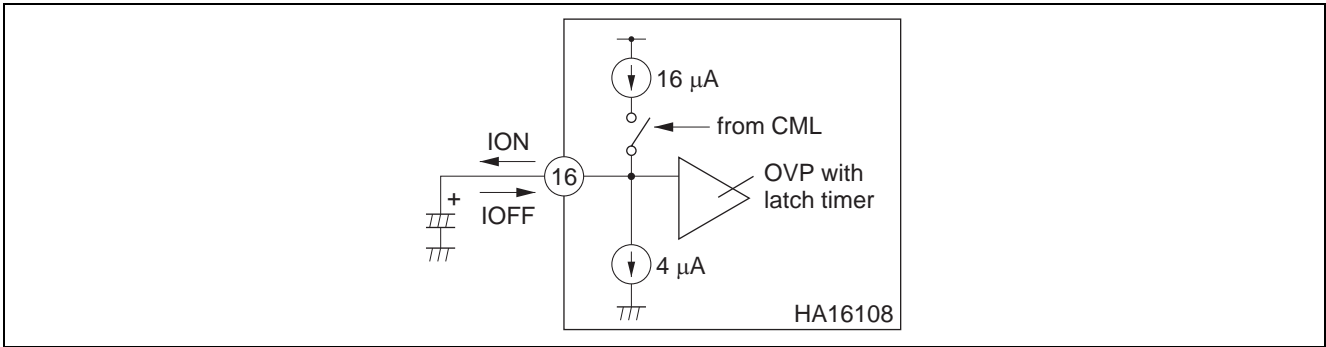 16 μA
from CML
ION
16
OVP with
latch timer
+
IOFF
4 μA
HA16108